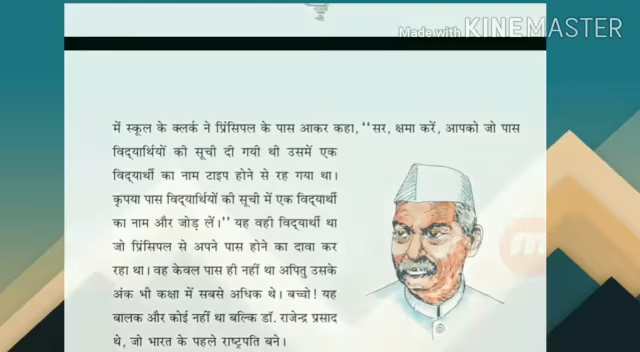 Made with KINEMASTER
में स्कूल के क्लर्क ने प्रिंसिपल के पास आकर कहा, ‘‘सर, क्षमा करें, आपको जो पास
विद्यार्थियों की सूची दी गयी थी उसमें एक
विद्यार्थी का नाम टाइप होने से रह गया था।
कृपया पास विद्यार्थियों की सूची में एक विद्यार्थी
का नाम और जोड़ लें।’’ यह वही विद्यार्थी था
जो प्रिंसिपल से अपने पास होने का दावा कर
रहा था। वह केवल पास ही नहीं था अपितु उसके
अंक भी कक्षा में सबसे अधिक थे। बच्चो! यह
बालक और कोई नहीं था बल्कि डॉ. राजेन्द्र प्रसाद
थे, जो भारत के पहले राष्ट्रपति बने।